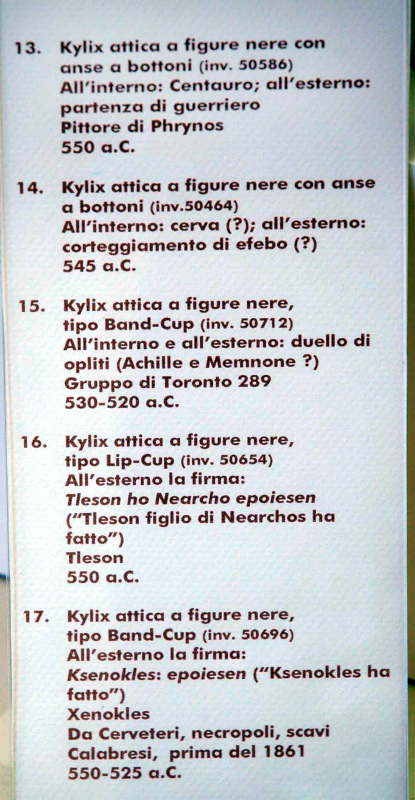 13. Kylix attica a figure nere con
anse a bottoni (inv. 50586)
All'interno: Centauro; all'esterno:
partenza di guerriero
Pittore di Phrynos
550 a.C.
14. Kylix attica a figure nere con anse
a bottoni (inv.50464)
All'interno: cerva (?); all'esterno:
corteggiamento di efebo (?)
545 a.C.
15. Kylix attica a figure nere,
tipo Band-Cup (inv. 50712)
All'interno e all'esterno: duello di
opliti (Achille e Memnone ?)
Gruppo di Toronto 289
530-520 a.C.
16. Kylix attica a figure nere,
tipo Lip-Cup (inv. 50654)
All'esterno la firma:
Tleson ho Nearcho epoiesen
("Tleson figlio di Nearchos ha
fatto")
Tleson
550 a.C.
17. Kylix attica a figure nere,
tipo Band-Cup (inv. 50696)
All'esterno la firma:
Ksenokles: epoiesen ("Ksenokles ha
fatto")
Xenokles
Da Cerveteri, necropoli, scavi
Calabresi, prima del 1861
550-525 a.C.